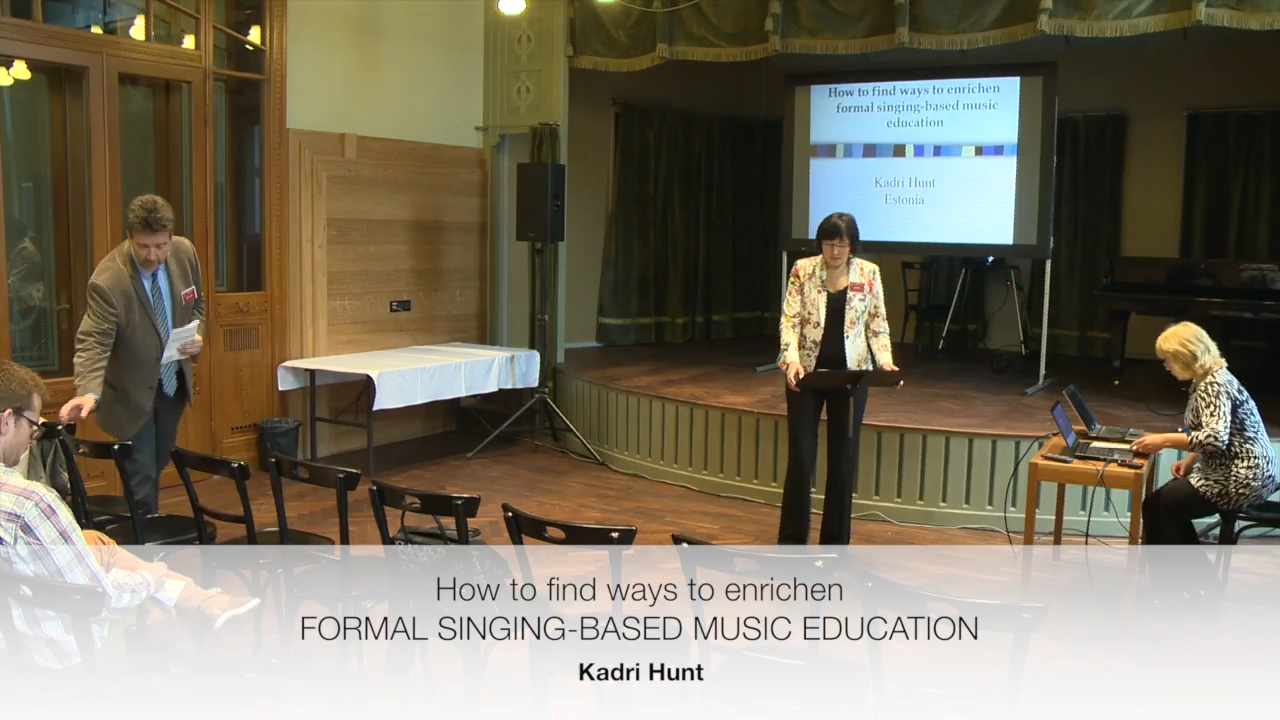 How to find ways to enrichen
formal singing-based music
education
Kadri Hunt
Estonia
How to find ways to enrichen
FORMAL SINGING-BASED MUSIC EDUCATION
Kadri Hunt